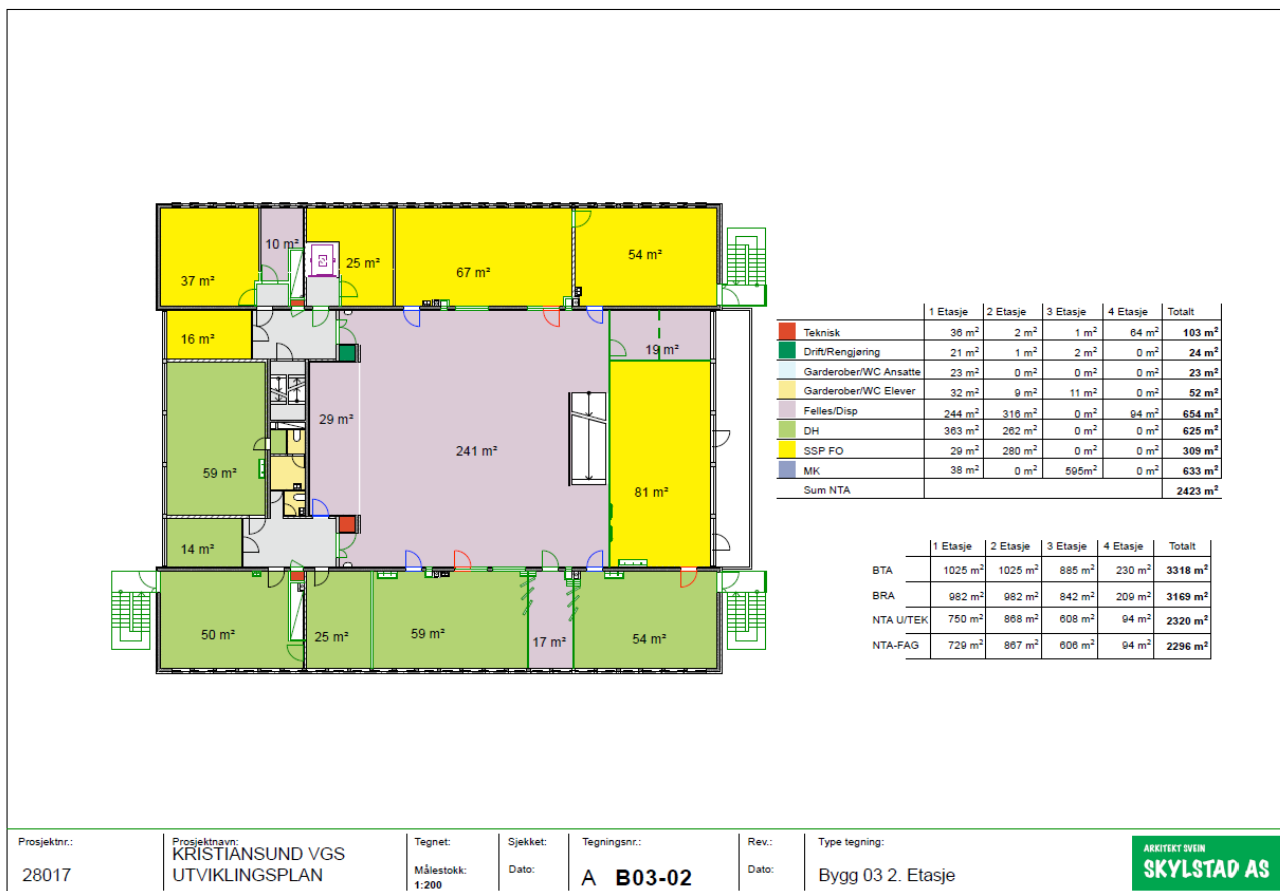 10 m²
37 m²
25 m²
67 m²
54 m²
16 m²
19 m²
29 m²
241 m²
59 m²
81 m²
14 m²
50 m²
25 m²
59 m²
17 m²
54 m²
1 Etasje 2 Etasje 3 Etasje 4 Etasje Totalt
Teknisk 36 m² 2 m² 1 m² 64 m² 103 m²
Drift/Rengjøring 21 m² 1 m² 2 m² 0 m² 24 m²
Garderober/WC Ansatte 23 m² 0 m² 0 m² 0 m² 23 m²
Garderober/WC Elever 32 m² 9 m² 11 m² 0 m² 52 m²
Felles/Disp 244 m² 316 m² 0 m² 94 m² 654 m²
DH 363 m² 262 m² 0 m² 0 m² 625 m²
SSP FO 29 m² 280 m² 0 m² 0 m² 309 m²
MK 38 m² 0 m² 595m² 0 m² 633 m²
Sum NTA 2423 m²
1 Etasje 2 Etasje 3 Etasje 4 Etasje Totalt
BTA 1025 m² 1025 m² 885 m² 230 m² 3318 m²
BRA 982 m² 982 m² 842 m² 209 m² 3169 m²
NTA U/TEK 750 m² 868 m² 608 m² 94 m² 2320 m²
NTA-FAG 729 m² 867 m² 606 m² 94 m² 2296 m²
Prosjektnr.:
28017
Prosjektnavn:
KRISTIANSUND VGS
UTVIKLINGSPLAN
Tegnet:
Målestokk:
1:200
Sjekket:
Dato:
Tegningsnr.:
A B03-02
Rev.:
Dato:
Type tegning:
Bygg 03 2. Etasje
ARKITEKT SVEIN
SKYLSTAD AS